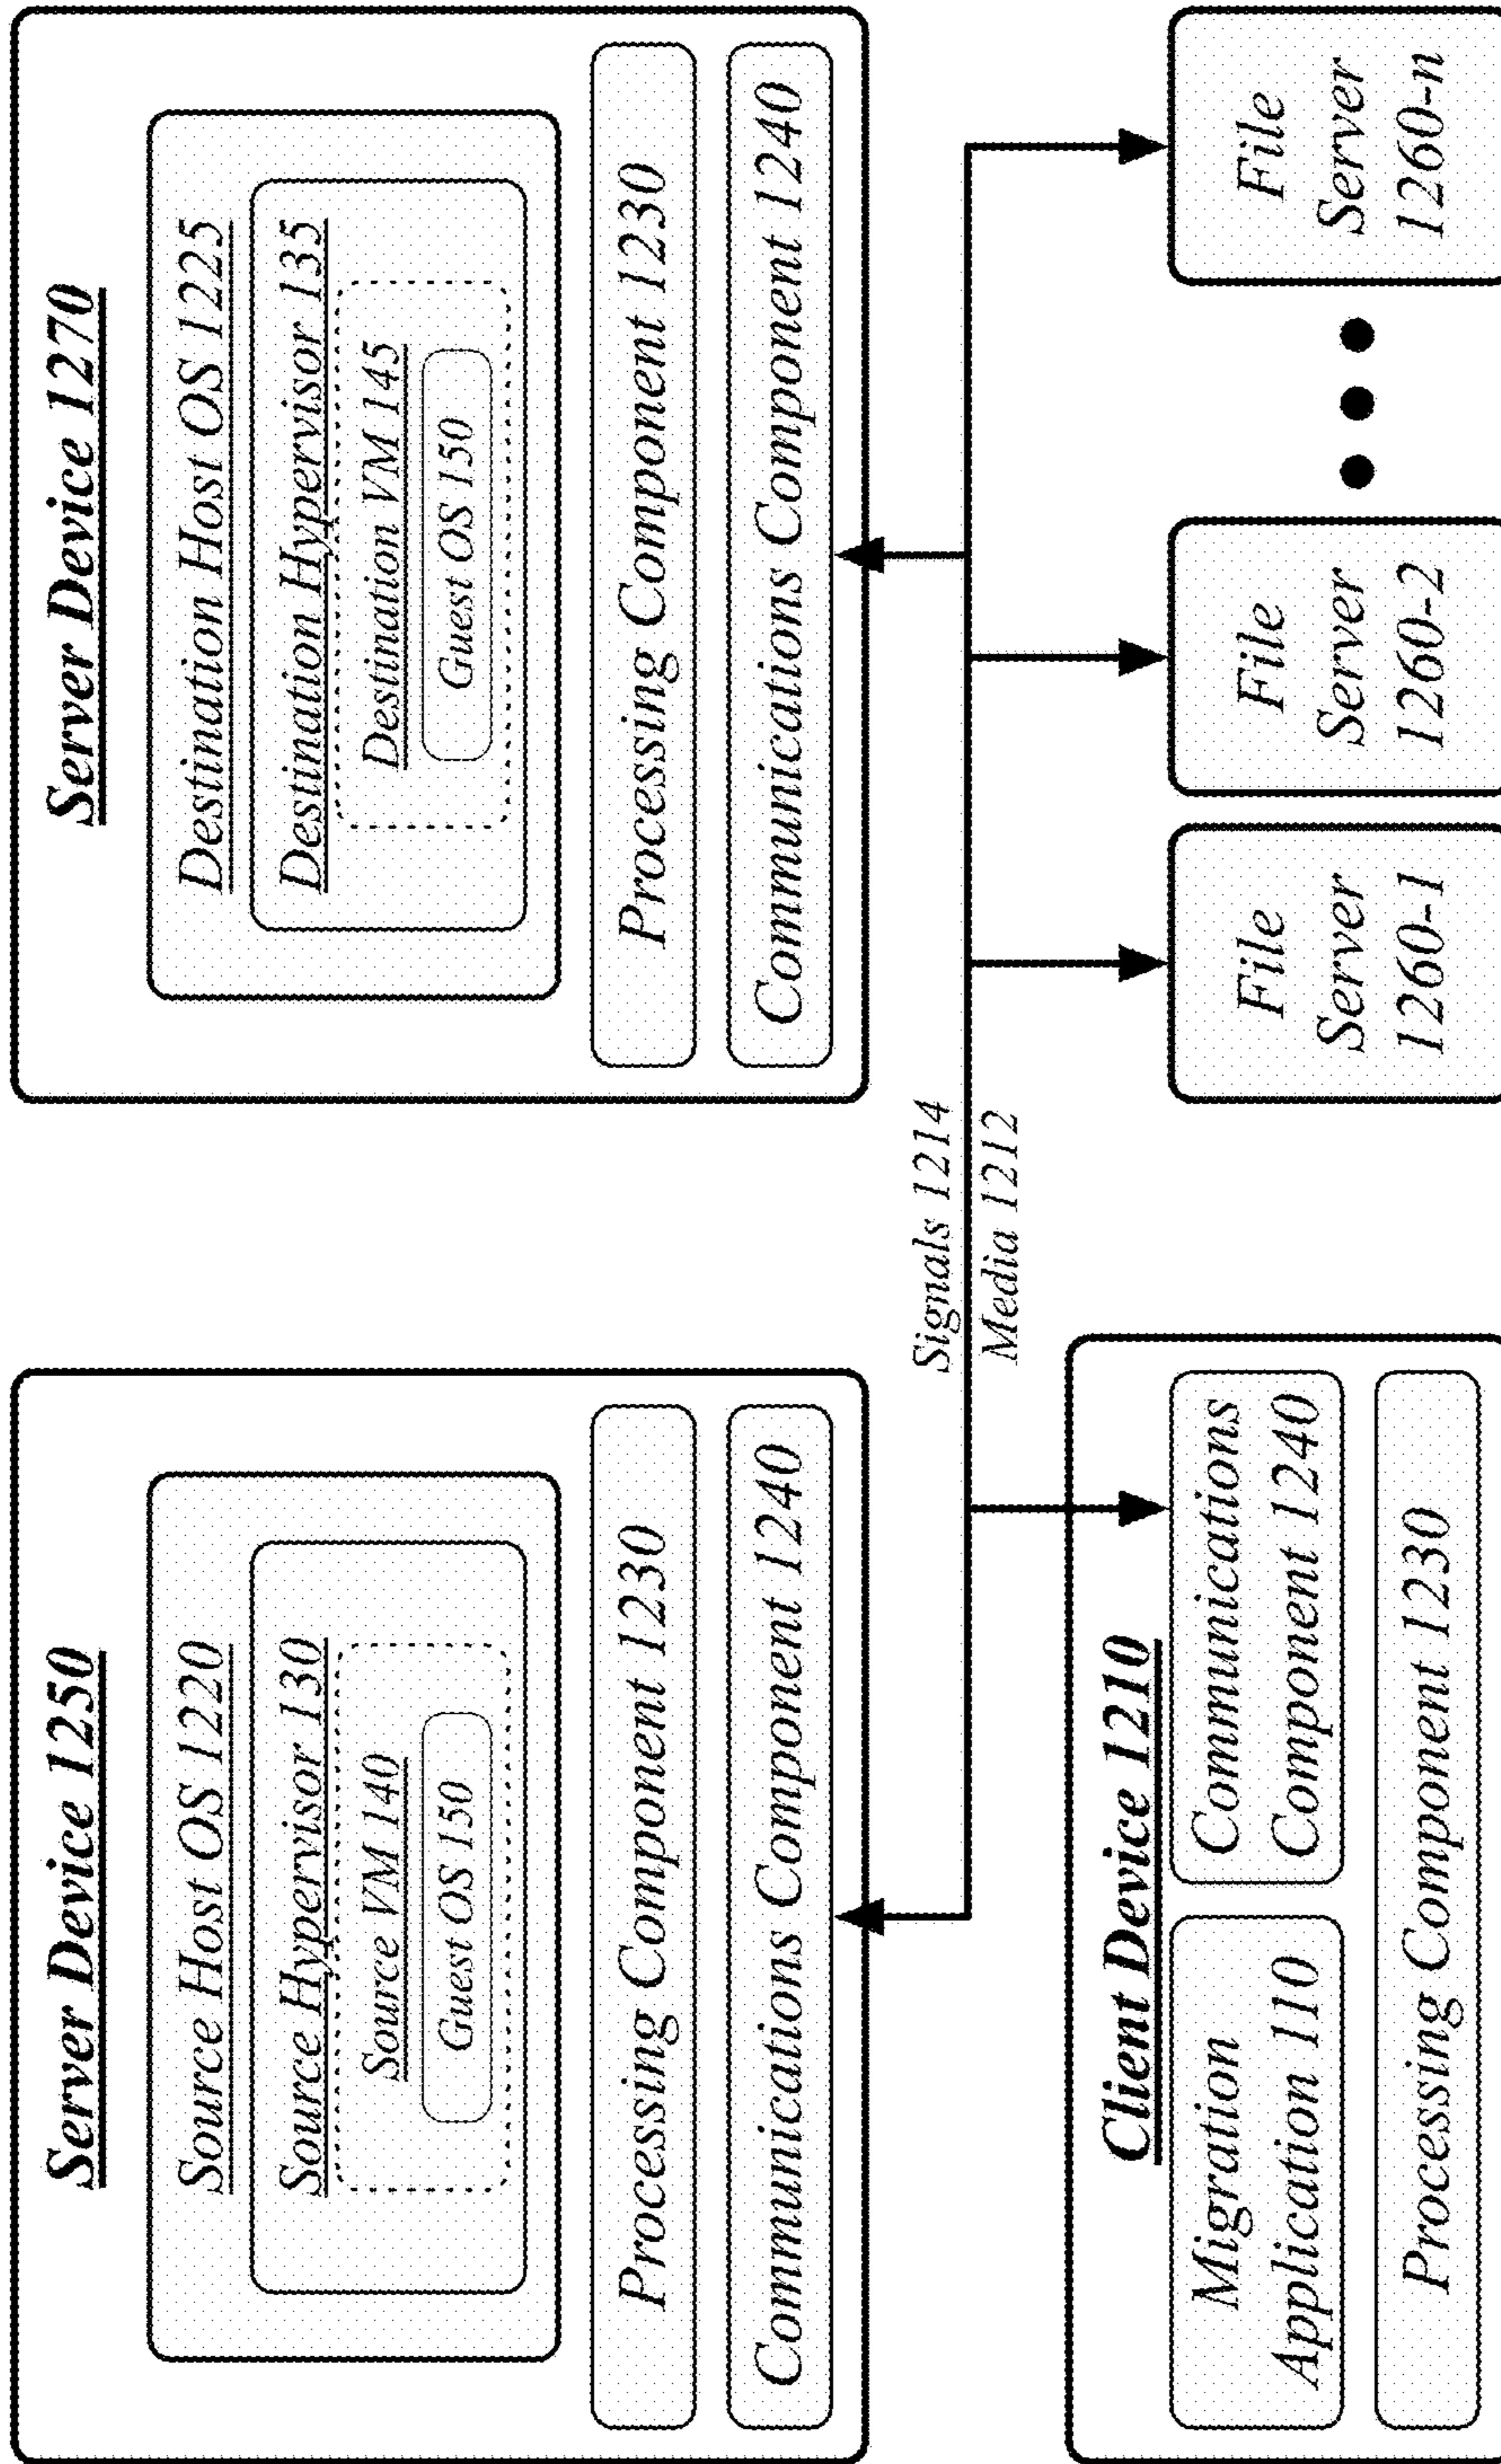 Server Device 1250
Source Host OS 1220
Source Hypervisor 130
Source VM 140
Guest OS 150
Processing Component 1230
Communications Component 1240
Server Device 1270
Destination Host OS 1225
Destination Hypervisor 135
Destination VM 145
Guest OS 150
Processing Component 1230
Communications Component 1240
Signals 1214
Media 1212
Client Device 1210
Migration
Application 110
Communications
Component 1240
Processing Component 1230
File
Server
1260-1
File
Server
1260-2
File
Server
1260-n